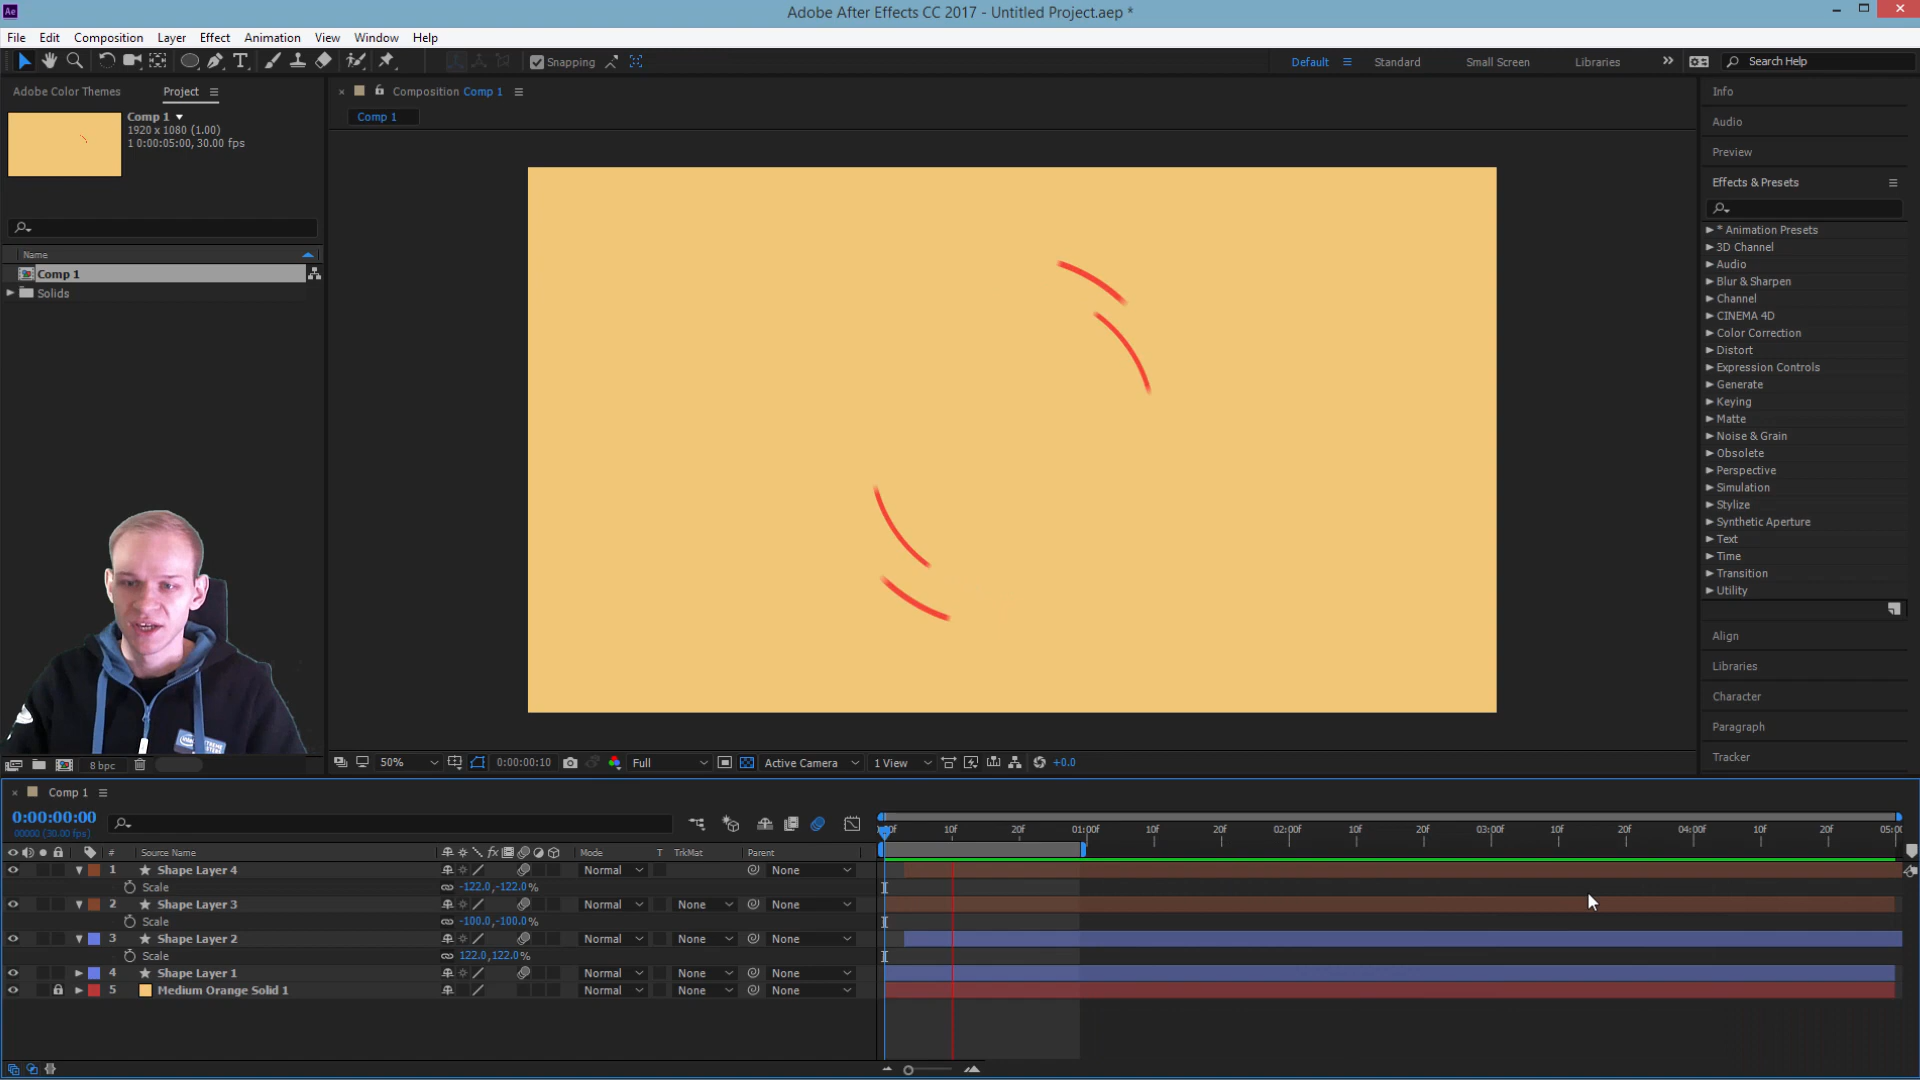 Ae
Adobe After Effects CC 2017 - Untitled Project.aep *
File Edit Composition Layer Effect Animation View Window Help
T Snapping Default Standard Small Screen Libraries Search Help
Adobe Color Themes Project
Comp 1
1920 x 1080 (1.00)
1 0:00:05:00, 30.00 fps
Name
Comp 1
Solids
8 bpc
Composition Comp 1
Comp 1
50% 0:00:00:10 Full Active Camera 1 View +0.0
Info
Audio
Preview
Effects & Presets
* Animation Presets
3D Channel
Audio
Blur & Sharpen
Channel
CINEMA 4D
Color Correction
Distort
Expression Controls
Generate
Keying
Matte
Noise & Grain
Obsolete
Perspective
Simulation
Stylize
Synthetic Aperture
Text
Time
Transition
Utility
Align
Libraries
Character
Paragraph
Tracker
Comp 1
0:00:00:00
00000 (30.00 fps)
10f 20f 01:00f 10f 20f 02:00f 10f 20f 03:00f 10f 20f 04:00f 10f 20f
# Source Name fx Mode T TrkMat Parent
1 Shape Layer 4 Normal None
Scale -122.0,-122.0%
2 Shape Layer 3 Normal None None
Scale -100.0,-100.0%
3 Shape Layer 2 Normal None None
Scale 122.0,122.0%
4 Shape Layer 1 Normal None None
5 Medium Orange Solid 1 Normal None None